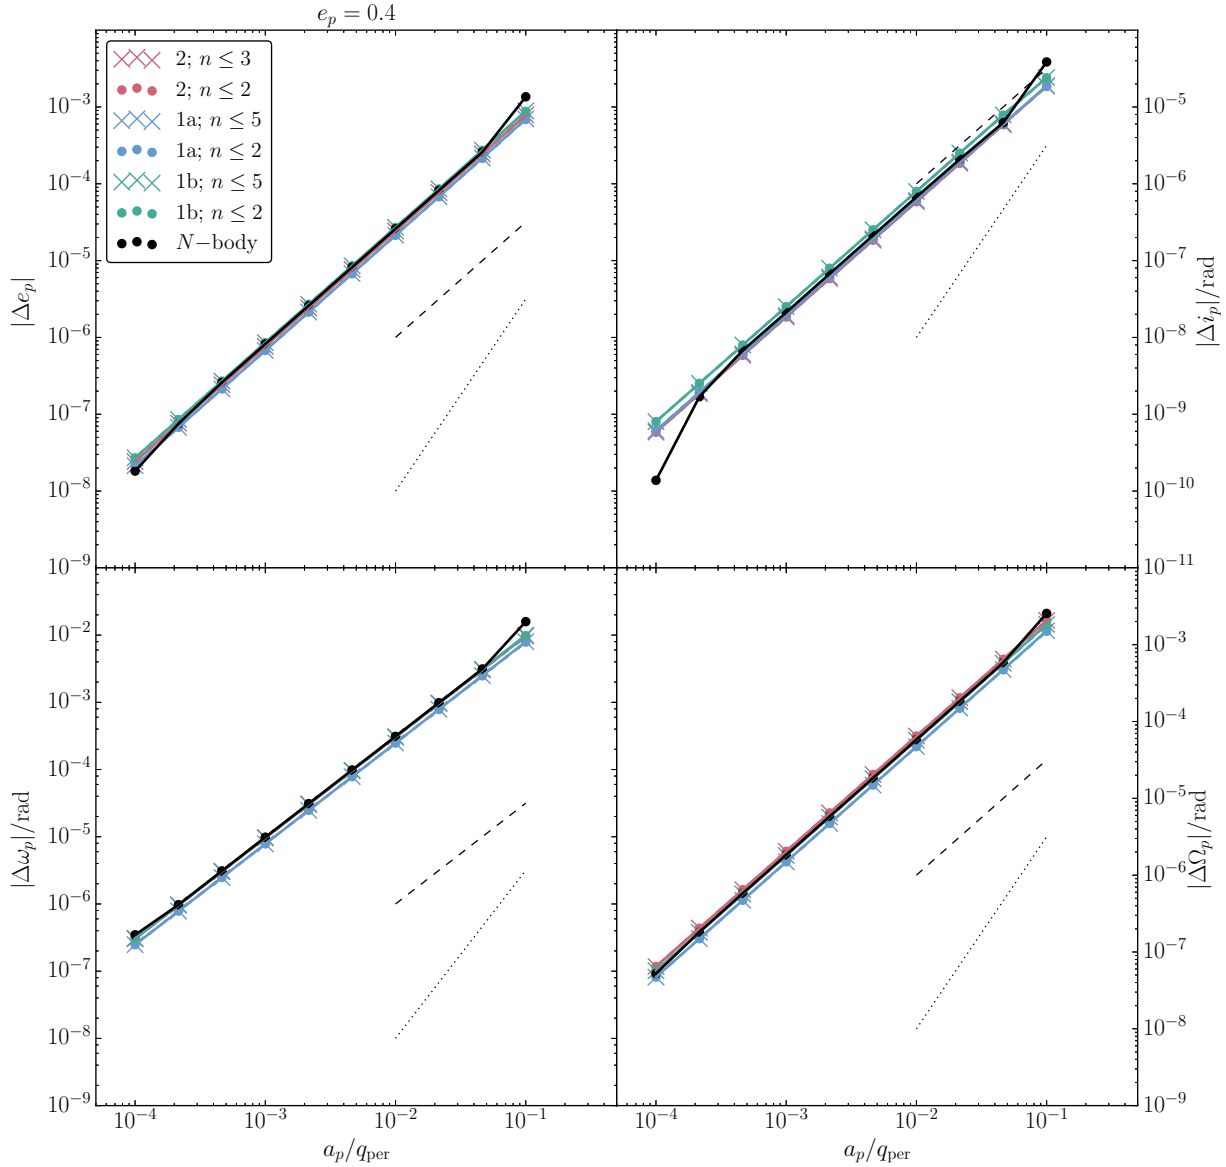 e_p = 0.4
2; n ≤ 3
2; n ≤ 2
1a; n ≤ 5
1a; n ≤ 2
1b; n ≤ 5
1b; n ≤ 2
N−body
|Δe_p|
10^{-3}
10^{-4}
10^{-5}
10^{-6}
10^{-7}
10^{-8}
10^{-9}
10^{-5}
10^{-6}
10^{-7}
10^{-8}
10^{-9}
10^{-10}
10^{-11}
|Δi_p|/rad
|Δω_p|/rad
10^{-2}
10^{-3}
10^{-4}
10^{-5}
10^{-6}
10^{-7}
10^{-8}
10^{-9}
10^{-3}
10^{-4}
10^{-5}
10^{-6}
10^{-7}
10^{-8}
10^{-9}
|ΔΩ_p|/rad
10^{-4} 10^{-3} 10^{-2} 10^{-1}
10^{-4} 10^{-3} 10^{-2} 10^{-1}
a_p/q_per
a_p/q_per